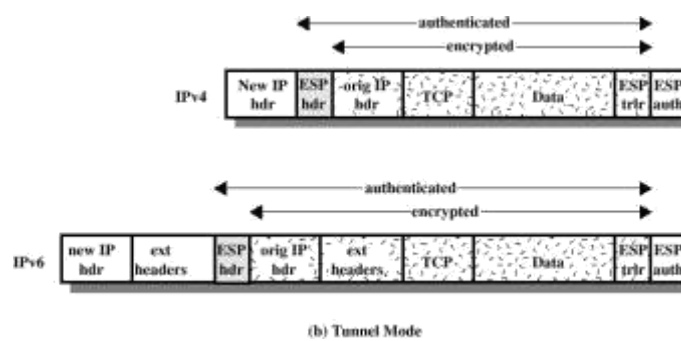 authenticated
encrypted
IPv4
New IP hdr
ESP hdr
orig IP hdr
TCP
Data
ESP trlr
ESP auth
authenticated
encrypted
IPv6
new IP hdr
ext headers
ESP hdr
orig IP hdr
ext headers
TCP
Data
ESP trlr
ESP auth
(b) Tunnel Mode